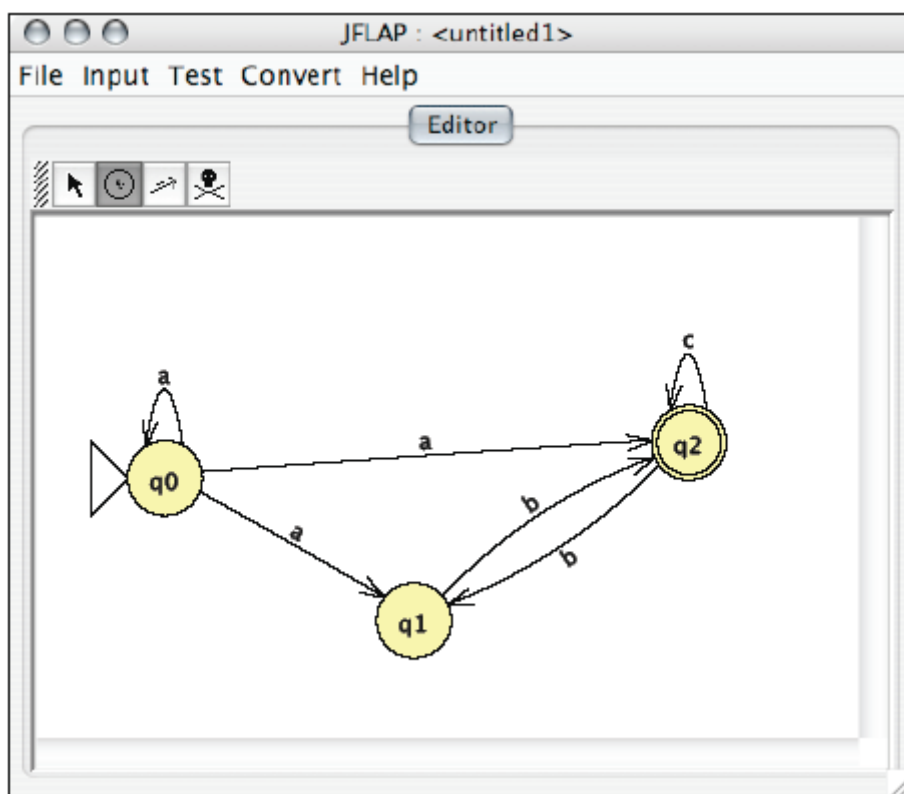 JFLAP : <untitled1>
File Input Test Convert Help
Editor
c
a
a
q2
q0
b
a
b
q1